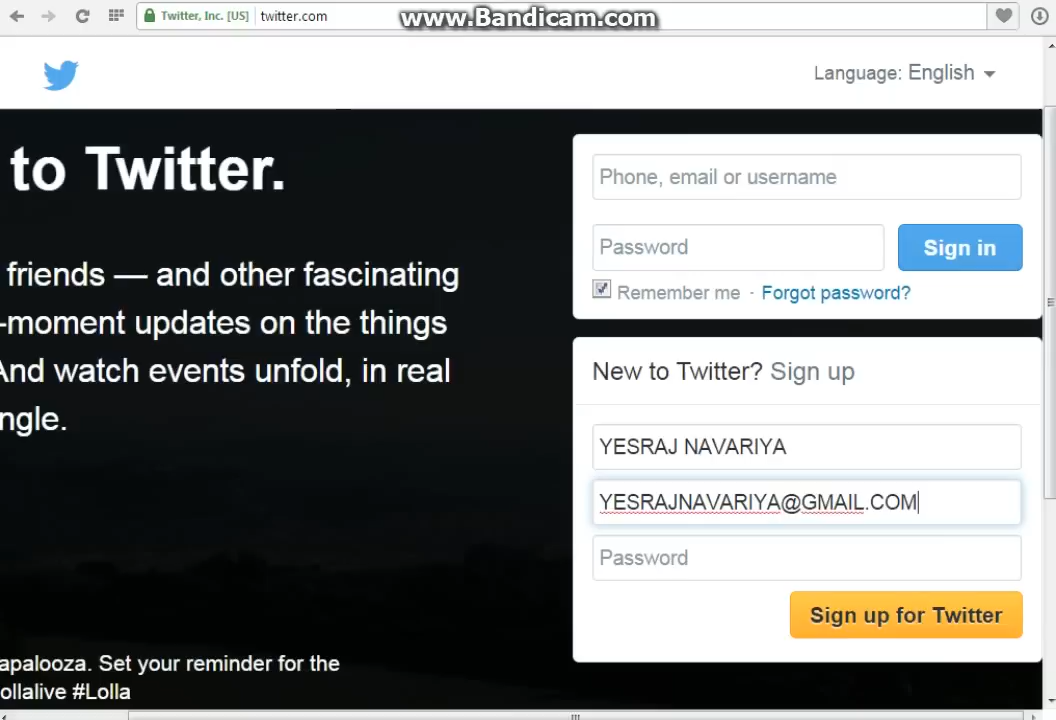 Twitter, Inc. [US] twitter.com
www.Bandicam.com
Language: English
to Twitter.
friends — and other fascinating
-moment updates on the things
And watch events unfold, in real
ngle.
apalooza. Set your reminder for the
ollalive #Lolla
Phone, email or username
Password
Sign in
Remember me · Forgot password?
New to Twitter? Sign up
YESRAJ NAVARIYA
YESRAJNAVARIYA@GMAIL.COM
Password
Sign up for Twitter